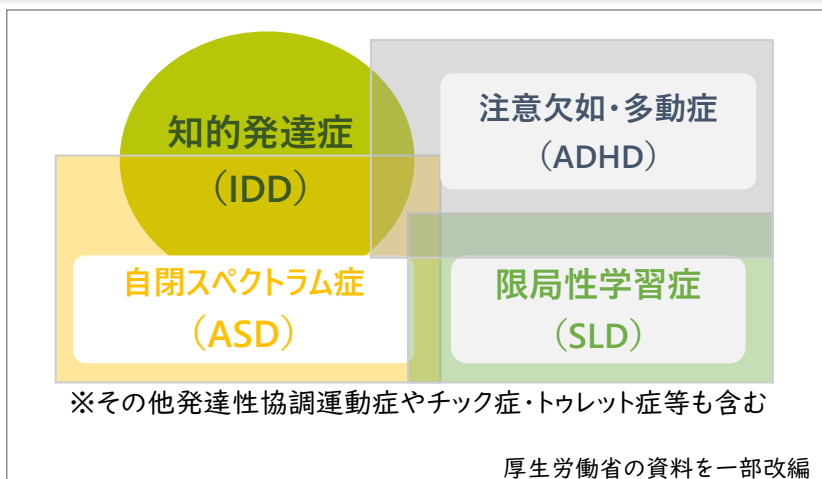 知的発達症
（IDD）
注意欠如・多動症
（ADHD）
自閉スペクトラム症
（ASD）
限局性学習症
（SLD）
※その他発達性協調運動症やチック症・トゥレット症等も含む
厚生労働省の資料を一部改編